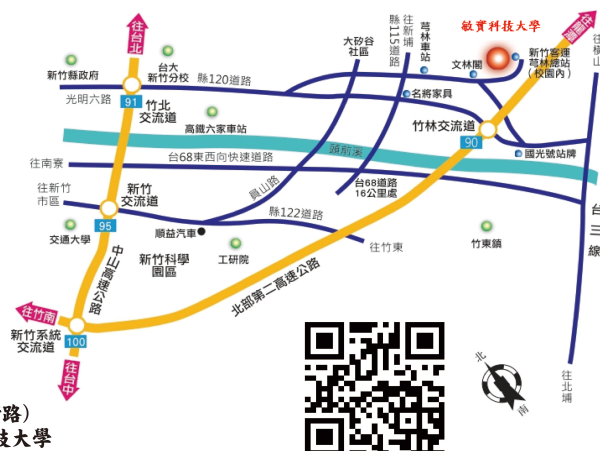 往台北
往新埔
縣115道路
敏實科技大學
往龍潭
往橫山
台大
新竹分校
大矽谷
社區
芎林車站
文林閣
新竹客運
芎林總站
(校園內)
新竹縣政府
縣120道路
光明六路
91
竹北
交流道
名將家具
竹林交流道
90
高鐵六家車站
頭前溪
國光號站牌
往南寮
台68東西向快速道路
員山路
台68道路
16公里處
往新竹
市區
新竹
交流道
95
縣122道路
台三線
交通大學
順益汽車
往竹東
竹東鎮
中山高速公路
新竹科學
園區
工研院
北部第二高速公路
往竹南
新竹系統
交流道
100
往台中
北
南
往北埔
路)
技大學